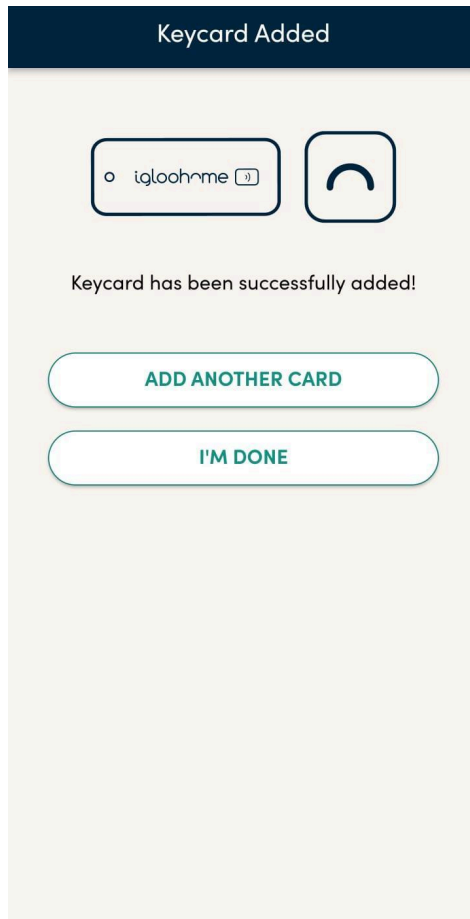 Keycard Added
igloohome
Keycard has been successfully added!
ADD ANOTHER CARD
I'M DONE